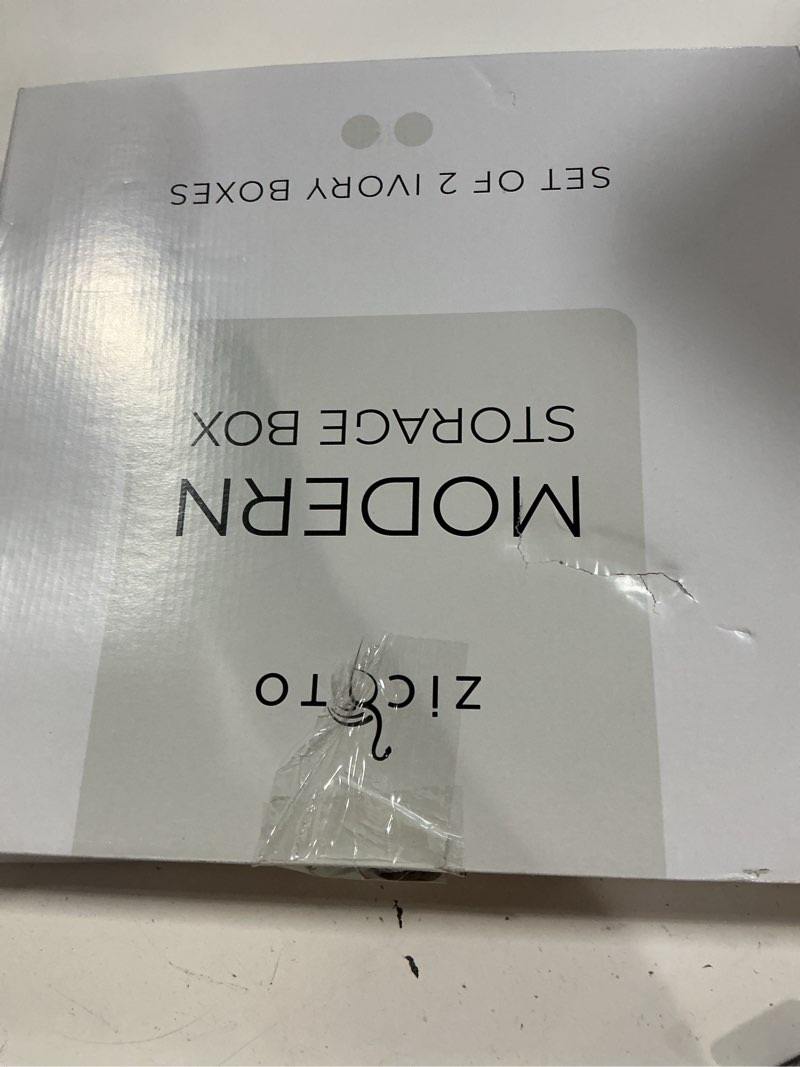 zicoTo
MODERN
STORAGE BOX
SET OF 2 IVORY BOXES